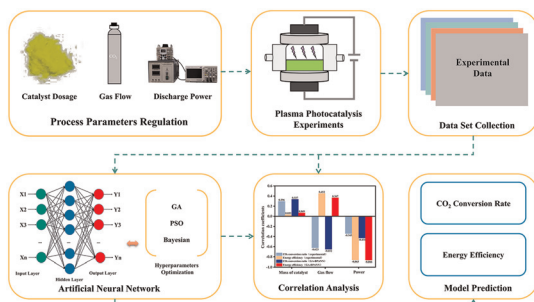 Catalyst Dosage
Gas Flow
Discharge Power
Process Parameters Regulation
Plasma Photocatalysis
Experiments
Experimental
Data
Data Set Collection
X1
X2
X3
Xn
Y1
Y2
Y3
Yn
Input Layer
Hidden Layer
Output Layer
GA
PSO
Bayesian
Hyperparameters
Optimization
Artificial Neural Network
Correlation coefficients
Mass of catalyst
Gas flow
Power
Correlation Analysis
CO₂ Conversion Rate
Energy Efficiency
Model Prediction